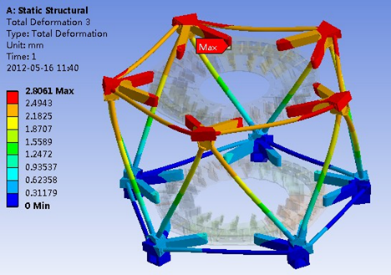 A: Static Structural
Total Deformation 3
Type: Total Deformation
Unit: mm
Time: 1
2012-05-16 11:40
2.8061 Max
2.4943
2.1825
1.8707
1.5589
1.2472
0.93537
0.62358
0.31179
0 Min
Max